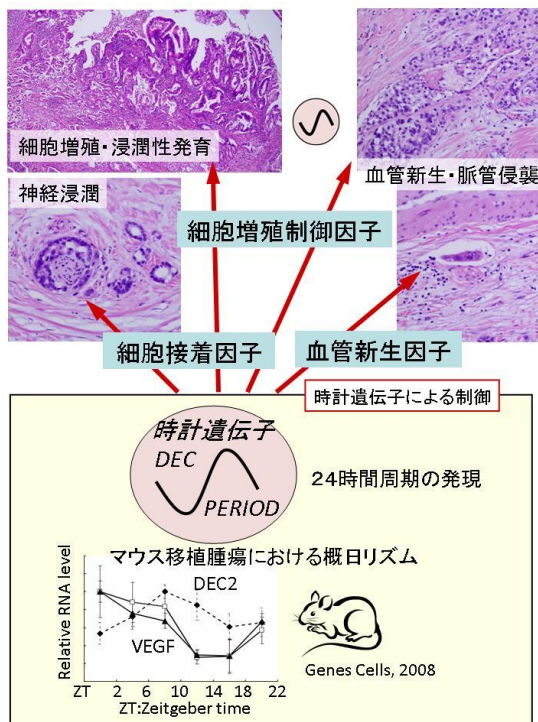 細胞増殖・浸潤性発育
血管新生・脈管侵襲
神経浸潤
細胞増殖制御因子
細胞接着因子
血管新生因子
時計遺伝子による制御
時計遺伝子
DEC
PERIOD
24時間周期の発現
マウス移植腫瘍における概日リズム
Relative RNA level
DEC2
VEGF
Genes Cells, 2008
ZT 2 6 10 14 18 22
ZT:Zeitgeber time